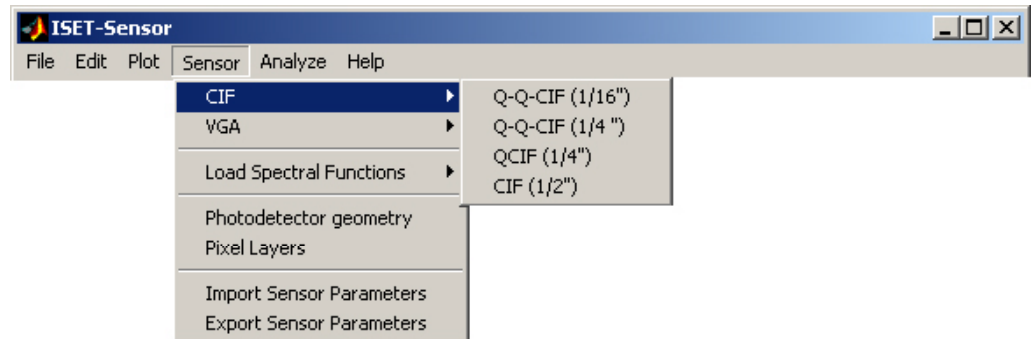 ISET-Sensor
File Edit Plot Sensor Analyze Help
CIF
VGA
Load Spectral Functions
Photodetector geometry
Pixel Layers
Import Sensor Parameters
Export Sensor Parameters
Q-Q-CIF (1/16")
Q-Q-CIF (1/4 ")
QCIF (1/4")
CIF (1/2")